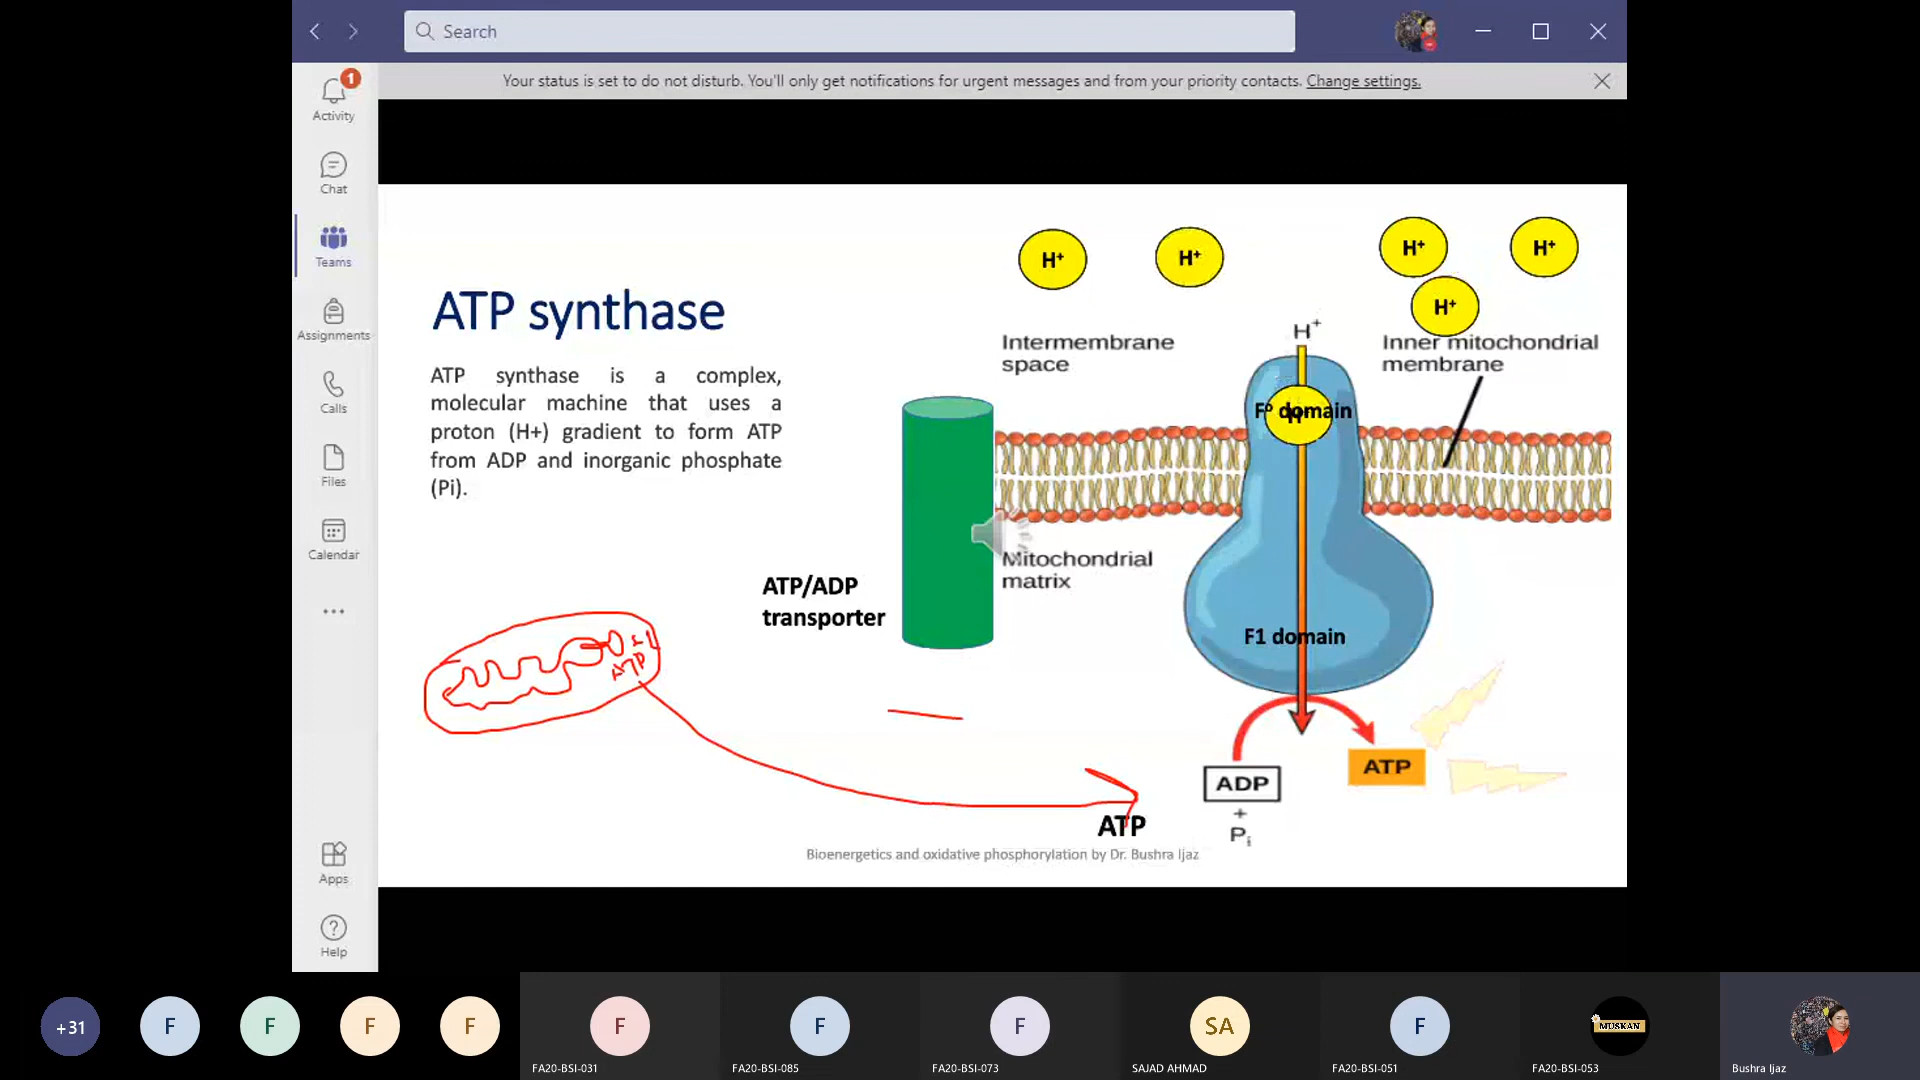 Search
Your status is set to do not disturb. You'll only get notifications for urgent messages and from your priority contacts. Change settings.
1
Activity
Chat
Teams
Assignments
Calls
Files
Calendar
Apps
Help
ATP synthase
ATP synthase is a complex,
molecular machine that uses a
proton (H+) gradient to form ATP
from ADP and inorganic phosphate
(Pi).
H+
H+
H+
H+
H+
H+
Intermembrane
space
Inner mitochondrial
membrane
Fº domain
H+
Mitochondrial
matrix
ATP/ADP
transporter
F1 domain
ATP
ADP
+
Pi
ATP
ATP
Bioenergetics and oxidative phosphorylation by Dr. Bushra Ijaz
+31
F
F
F
F
F
F
F
SA
F
MUSKAN
FA20-BSI-031
FA20-BSI-085
FA20-BSI-073
SAJAD AHMAD
FA20-BSI-051
FA20-BSI-053
Bushra Ijaz